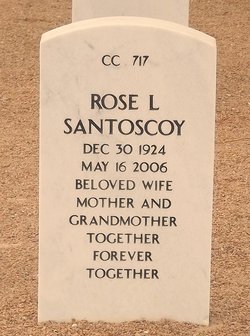 CC 717
ROSE L
SANTOSCOY
DEC 30 1924
MAY 16 2006
BELOVED WIFE
MOTHER AND
GRANDMOTHER
TOGETHER
FOREVER
TOGETHER